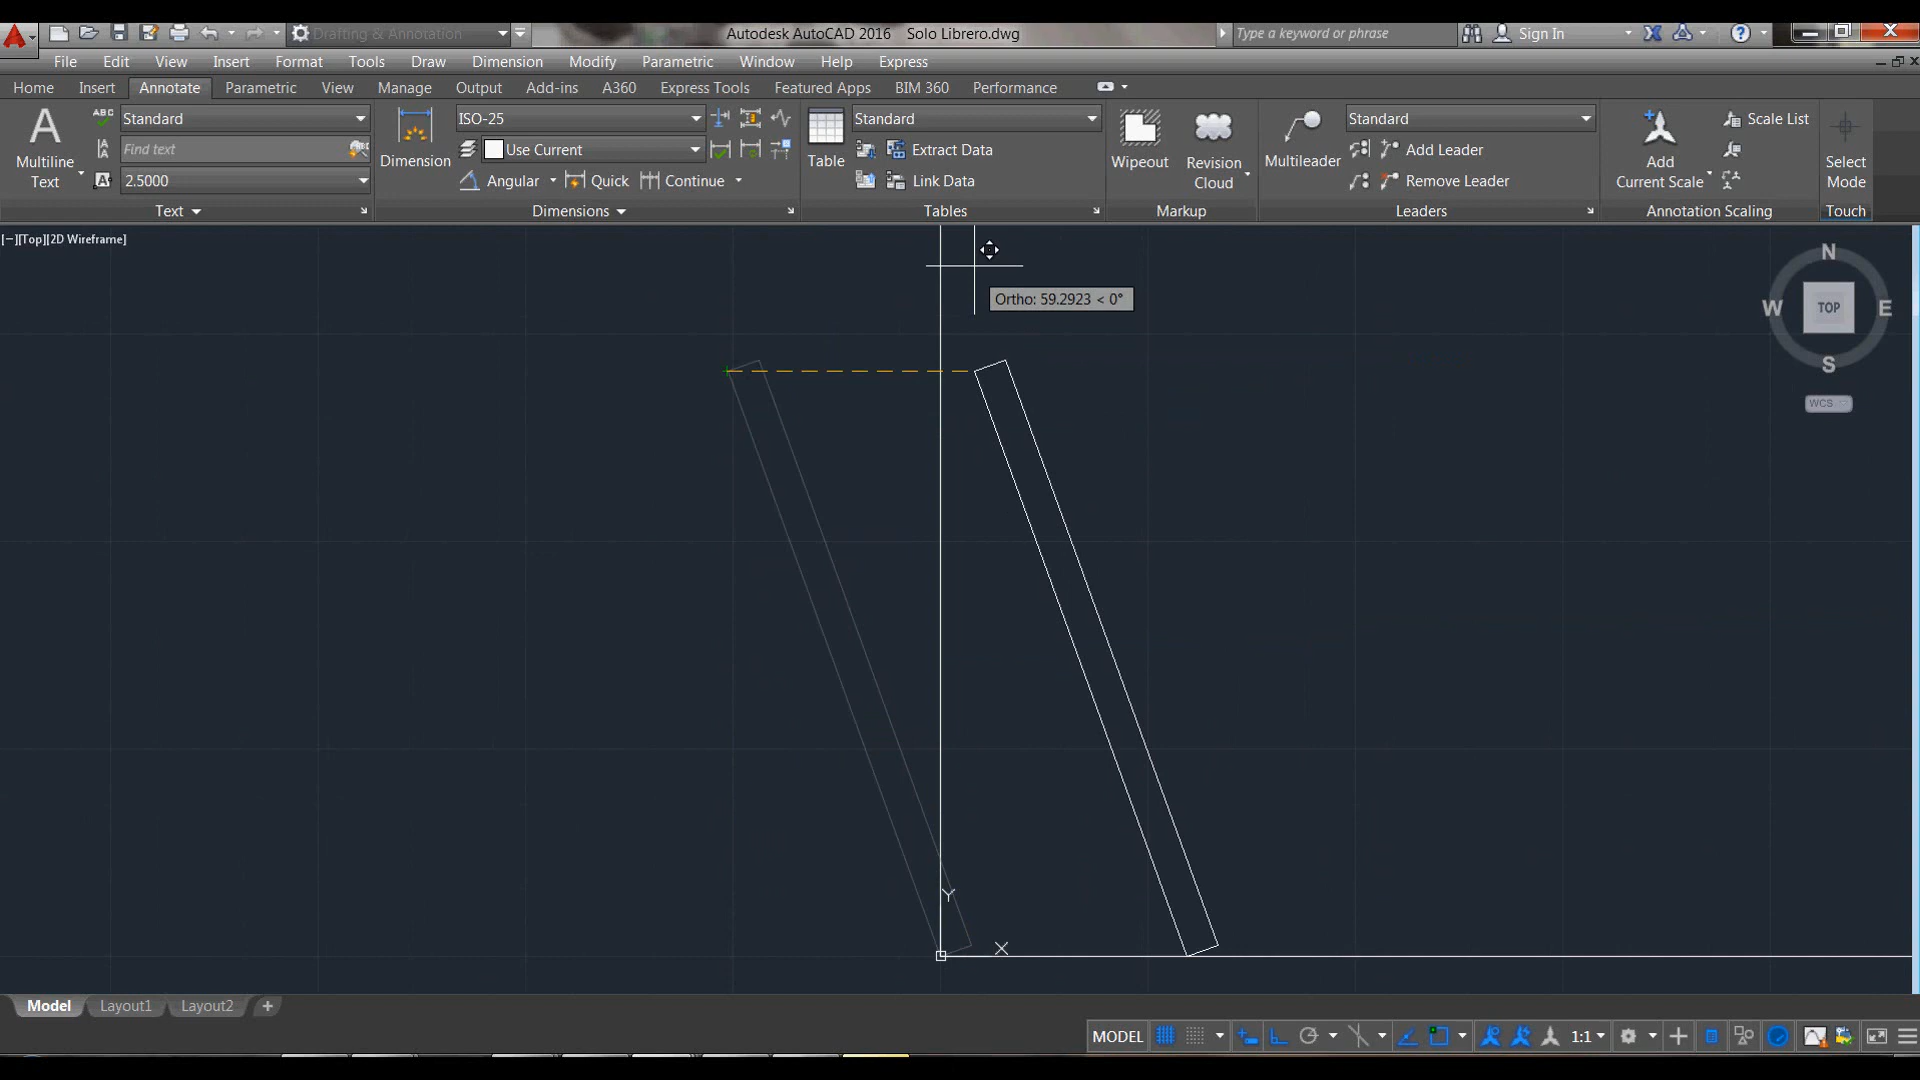 Drafting & Annotation
Autodesk AutoCAD 2016 Solo Librero.dwg
Type a keyword or phrase
Sign In
File Edit View Insert Format Tools Draw Dimension Modify Parametric Window Help Express
Home Insert Annotate Parametric View Manage Output Add-ins A360 Express Tools Featured Apps BIM 360 Performance
A
Multiline
Text
ABC
Standard
Find text
2.5000
Text
Dimension
ISO-25
Use Current
Angular Quick Continue
Dimensions
Table
Standard
Extract Data
Link Data
Tables
Wipeout
Revision
Cloud
Markup
Multileader
Standard
Add Leader
Remove Leader
Leaders
Add
Current Scale
Scale List
Annotation Scaling
Select
Mode
Touch
[−][Top][2D Wireframe]
Ortho: 59.2923 < 0°
N
W TOP E
S
WCS
Y
X
Model Layout1 Layout2 +
MODEL 1:1